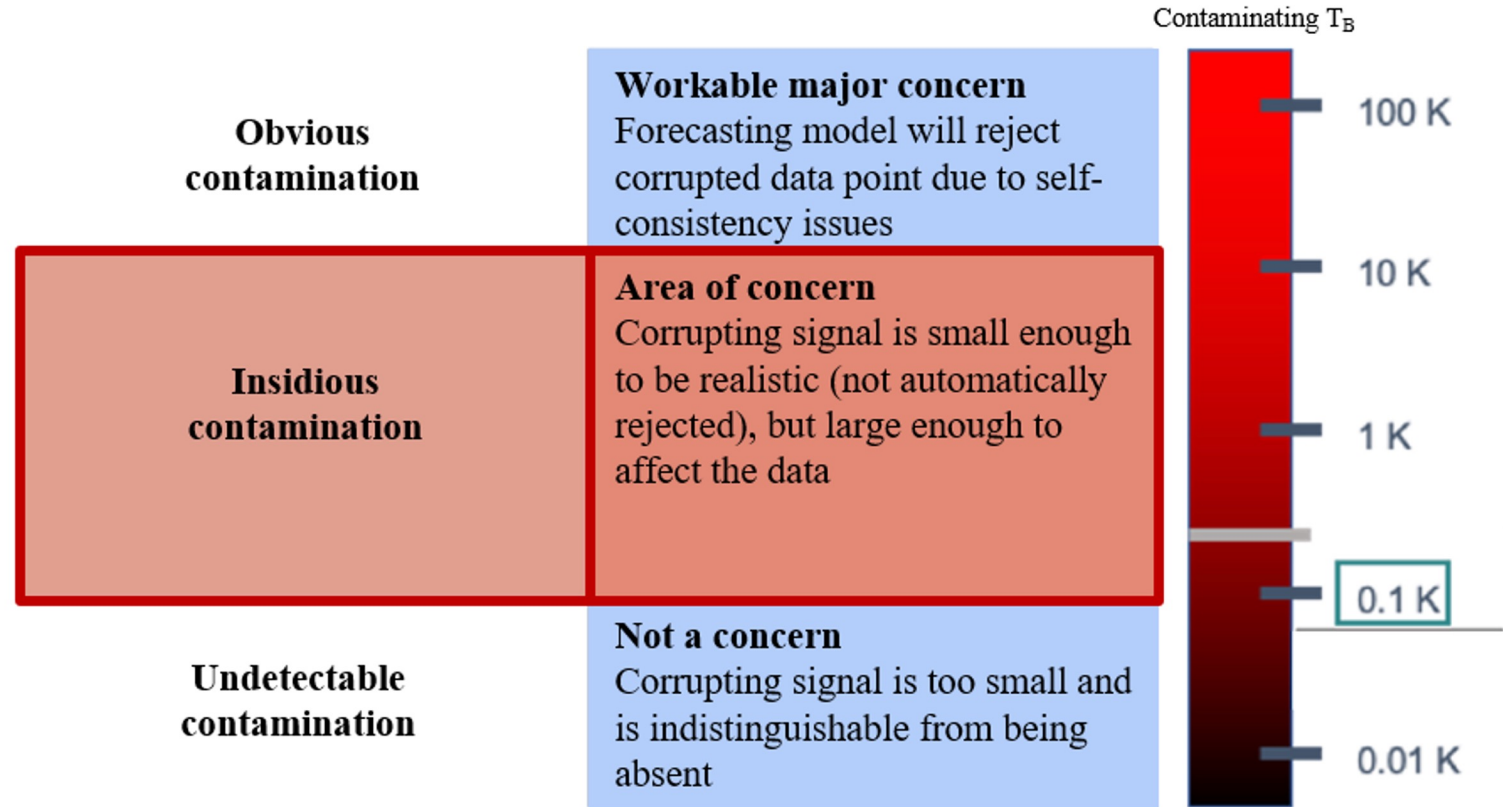 Contaminating TB
Obvious
contamination
Workable major concern
Forecasting model will reject
corrupted data point due to self-
consistency issues
Insidious
contamination
Area of concern
Corrupting signal is small enough
to be realistic (not automatically
rejected), but large enough to
affect the data
Undetectable
contamination
Not a concern
Corrupting signal is too small and
is indistinguishable from being
absent
100 K
10 K
1 K
0.1 K
0.01 K